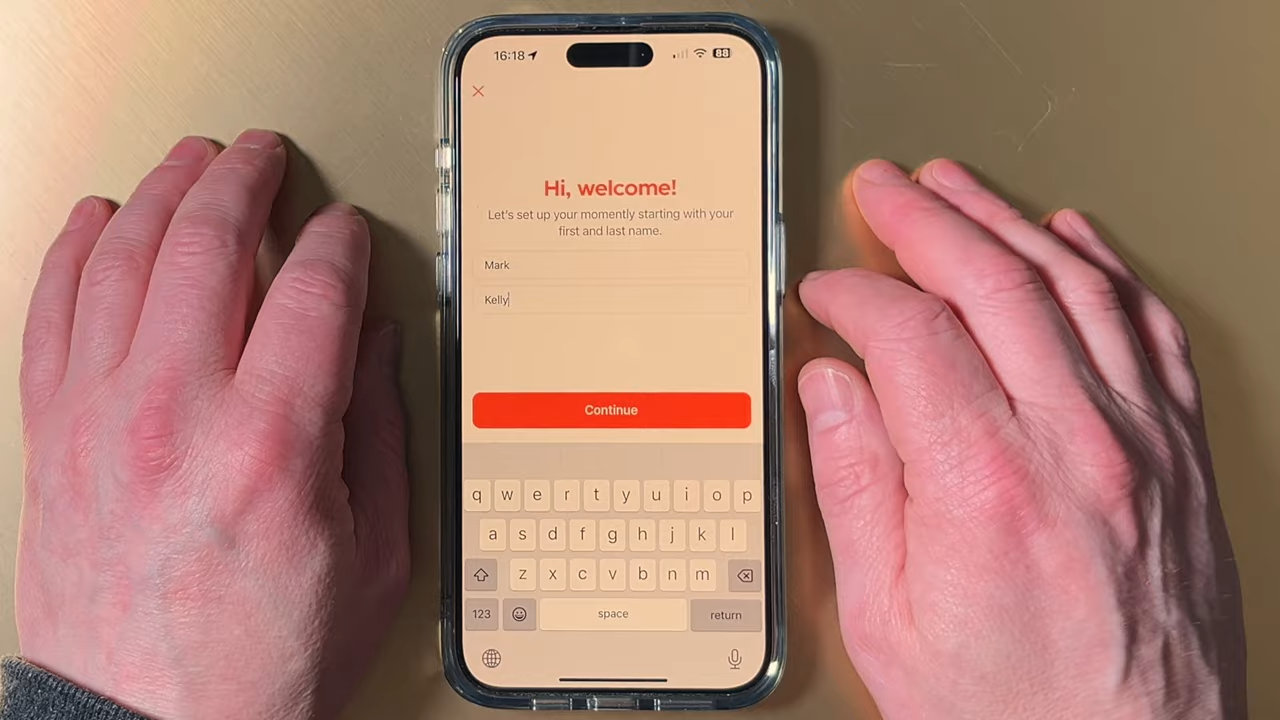 16:18
88
Hi, welcome!
Let's set up your momently starting with your
first and last name.
Mark
Kelly
Continue
q w e r t y u i o p
a s d f g h j k l
z x c v b n m
123 space return